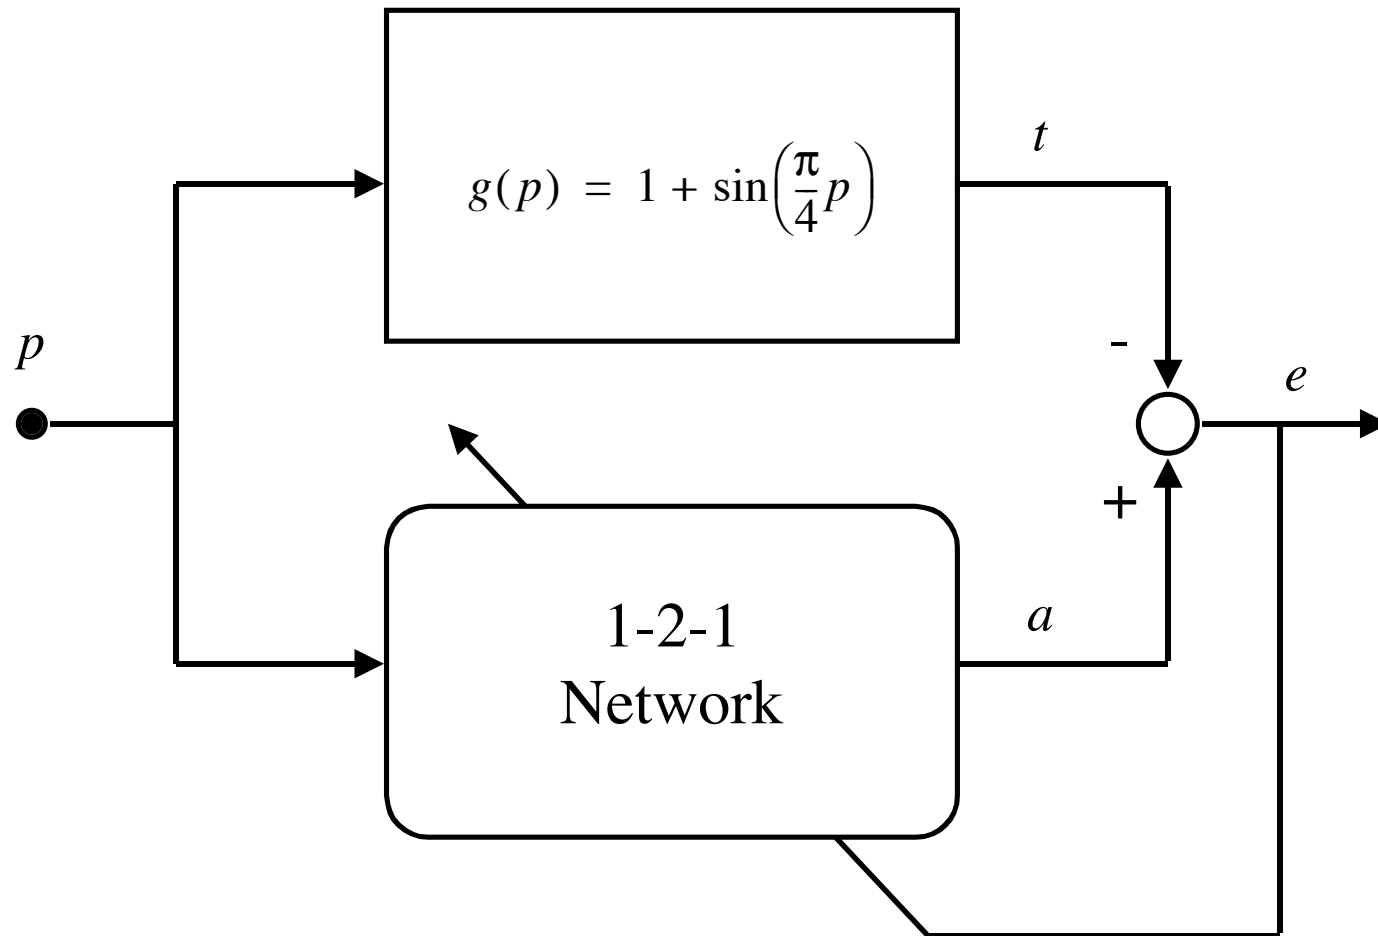 t
g(p) = 1 + sin(π/4 p)
p
-
e
+
1-2-1
Network
a